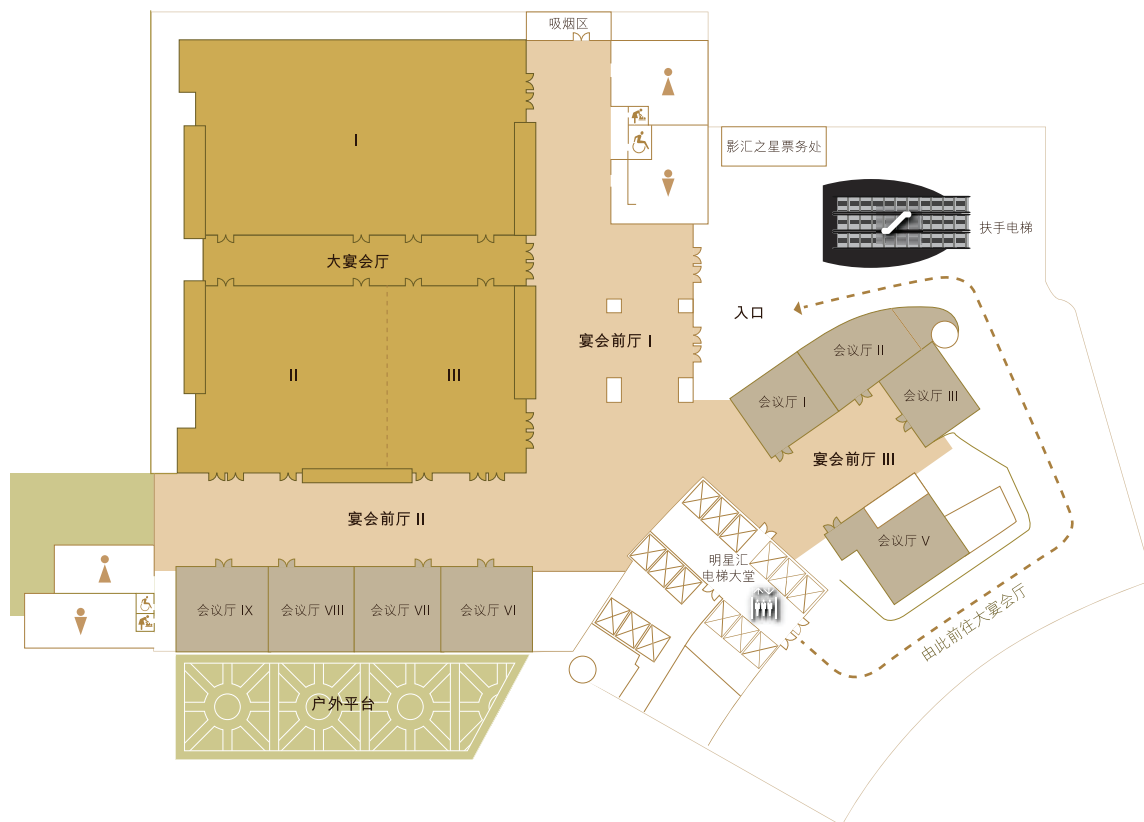 吸烟区
I
影汇之星票务处
扶手电梯
大宴会厅
入口
宴会前厅 I
会议厅 II
II
III
会议厅 I
会议厅 III
宴会前厅 III
宴会前厅 II
会议厅 V
明星汇
电梯大堂
会议厅 IX
会议厅 VIII
会议厅 VII
会议厅 VI
由此前往大宴会厅
户外平台